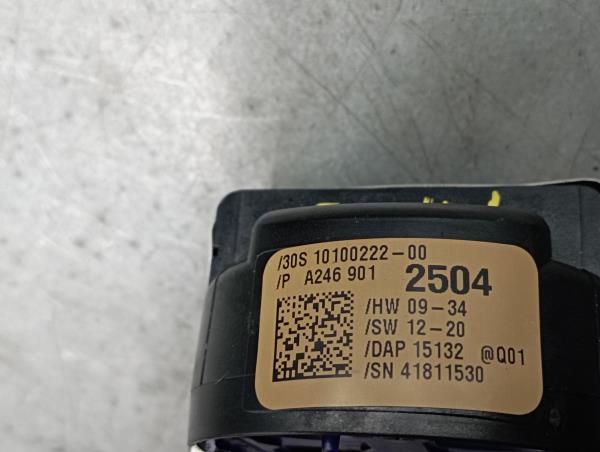 /30S 10100222-00
/P A246 901 2504
/HW 09-34
/SW 12-20
/DAP 15132 @Q01
/SN 41811530